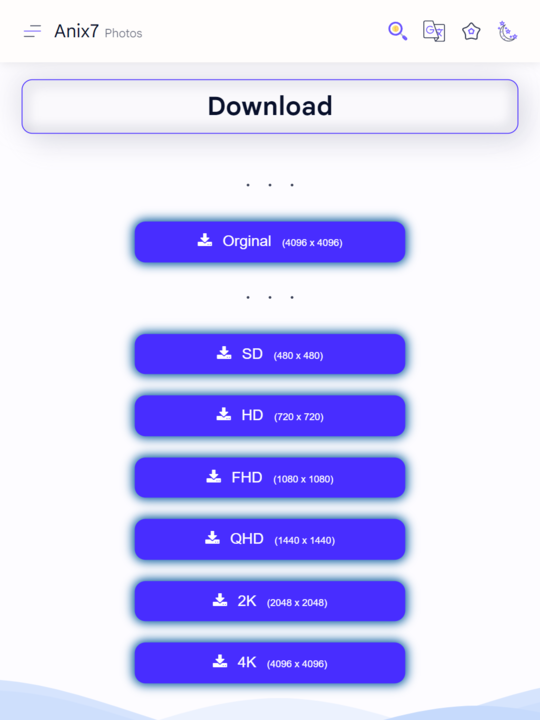 Anix7 Photos
Download
. . .
Orginal (4096 x 4096)
. . .
SD (480 x 480)
HD (720 x 720)
FHD (1080 x 1080)
QHD (1440 x 1440)
2K (2048 x 2048)
4K (4096 x 4096)